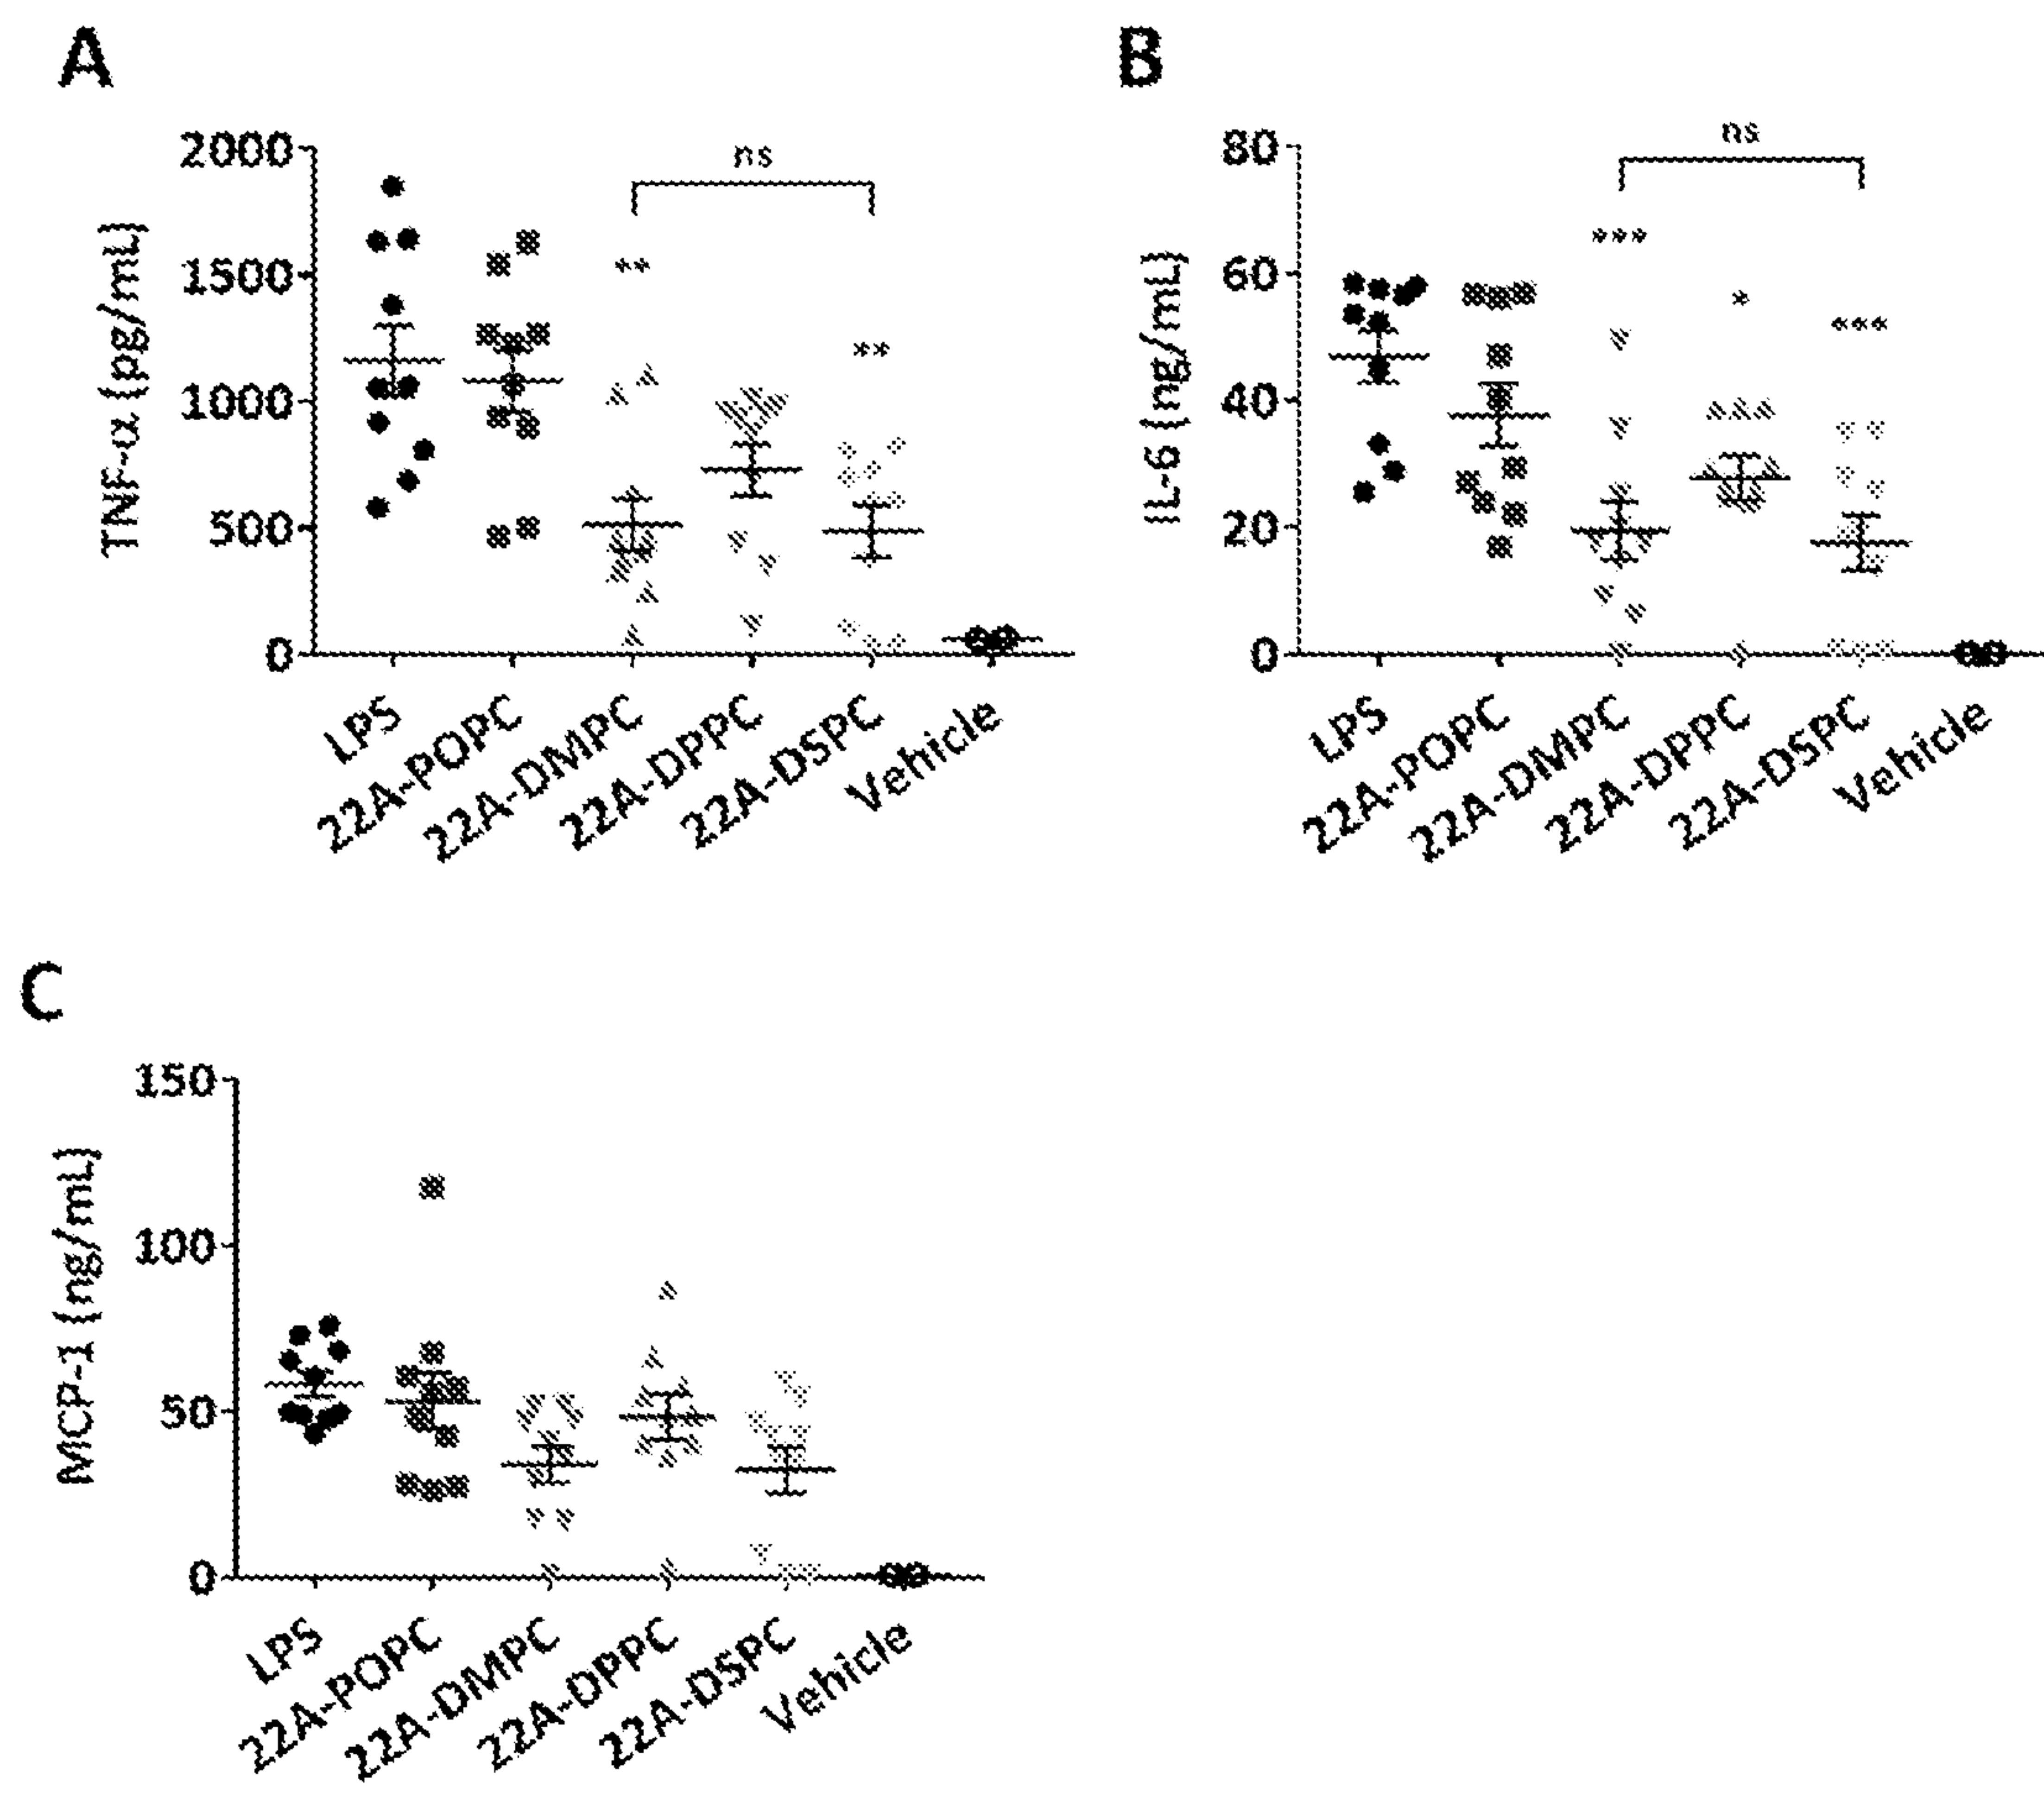 A
TNF-α [pg/mL]
2000
1500
1000
500
0
ns
**
**
LPS
22A-POPC
22A-DMPC
22A-DPPC
22A-DSPC
Vehicle
B
IL-6 [ng/mL]
80
60
40
20
0
ns
***
*
***
LPS
22A-POPC
22A-DMPC
22A-DPPC
22A-DSPC
Vehicle
C
MCP-1 [ng/mL]
150
100
50
0
LPS
22A-POPC
22A-DMPC
22A-DPPC
22A-DSPC
Vehicle